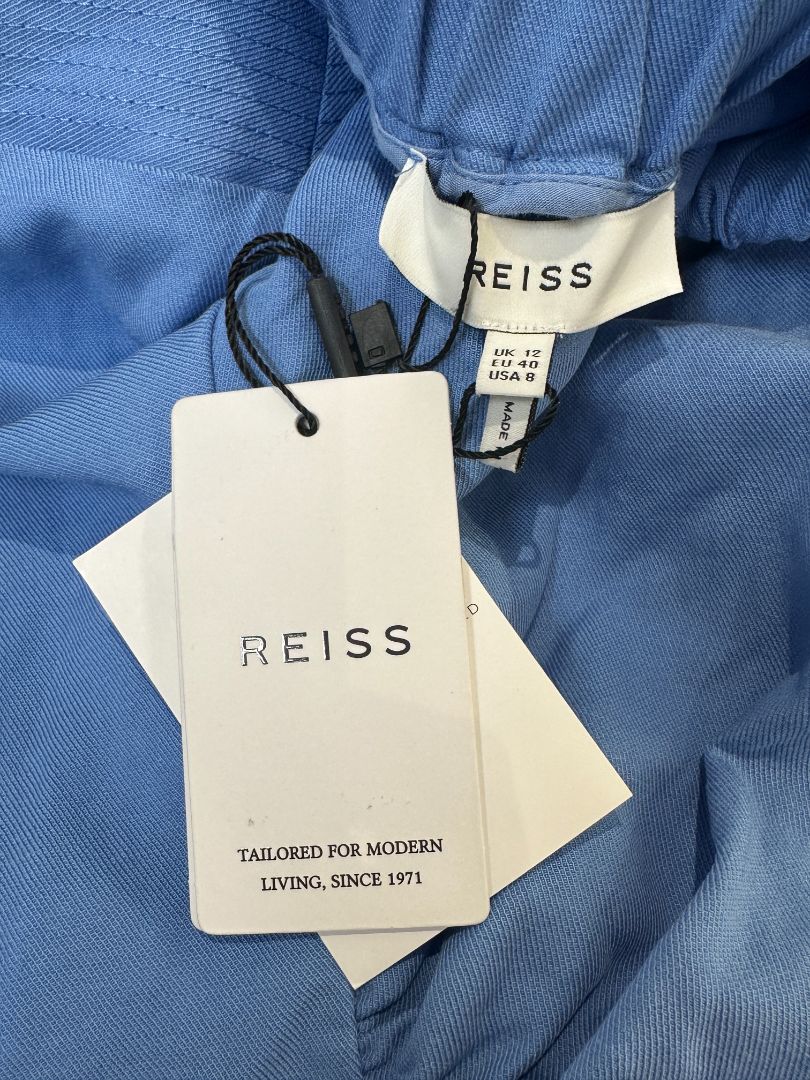 REISS
UK 12
EU 40
USA 8
MADE
REISS
TAILORED FOR MODERN
LIVING, SINCE 1971